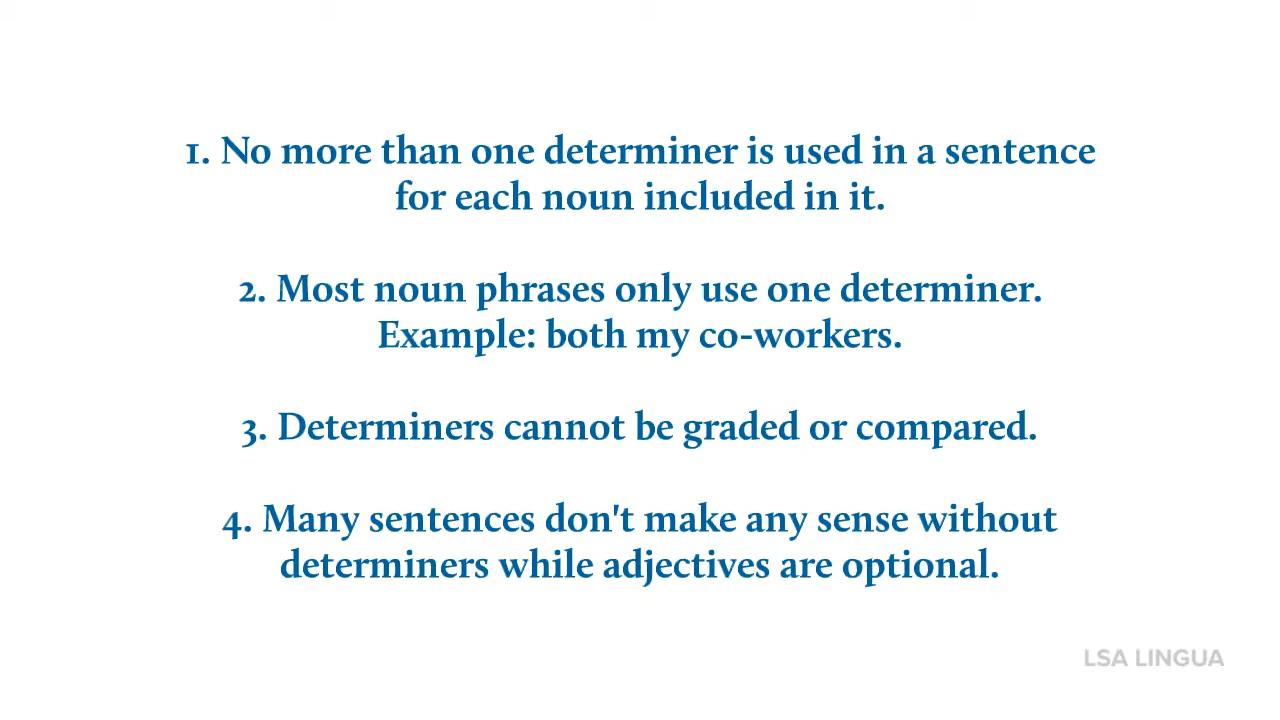 1. No more than one determiner is used in a sentence
for each noun included in it.
2. Most noun phrases only use one determiner.
Example: both my co-workers.
3. Determiners cannot be graded or compared.
4. Many sentences don't make any sense without
determiners while adjectives are optional.
LSA LINGUA